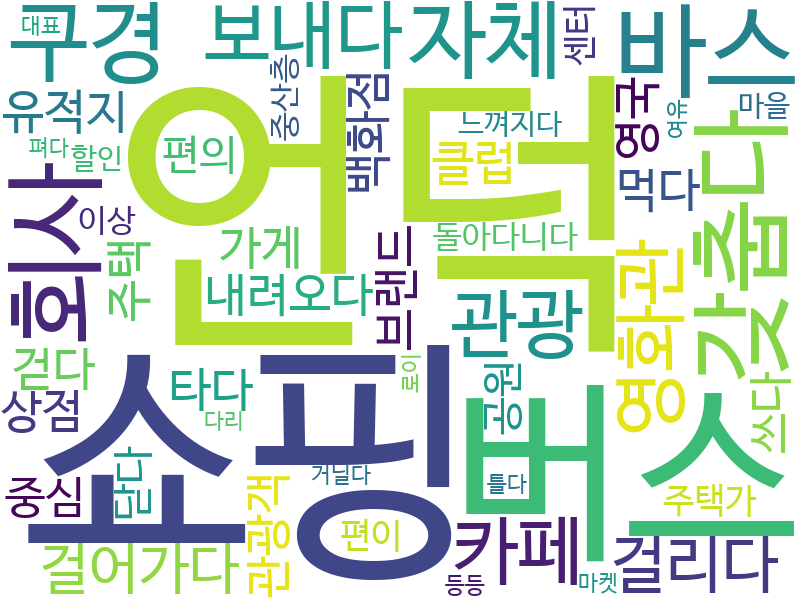 대표
구경
보내다
자체
센터
바스
유적지
중산층
백화점
느껴지다
영국
여유
마을
펴다
할인
편의
언덕
클럽
먹다
회사
이상
주택
가게
돌아다니다
브랜드
내려오다
관광
영화관
걷다
타다
로이
공원
쓰다
상점
다리
쇼핑
버스
중심
닫다
거닐다
틀다
주택가
걸어가다
관광객
편이
카페
걸리다
등등
마켓